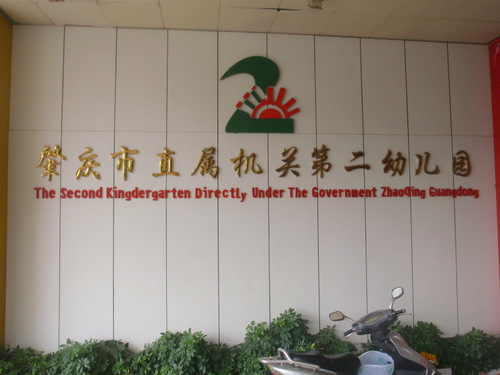 肇庆市直属机关第二幼儿园
The Second Kingdergarten Directly Under The Government ZhaoQing Guangdong